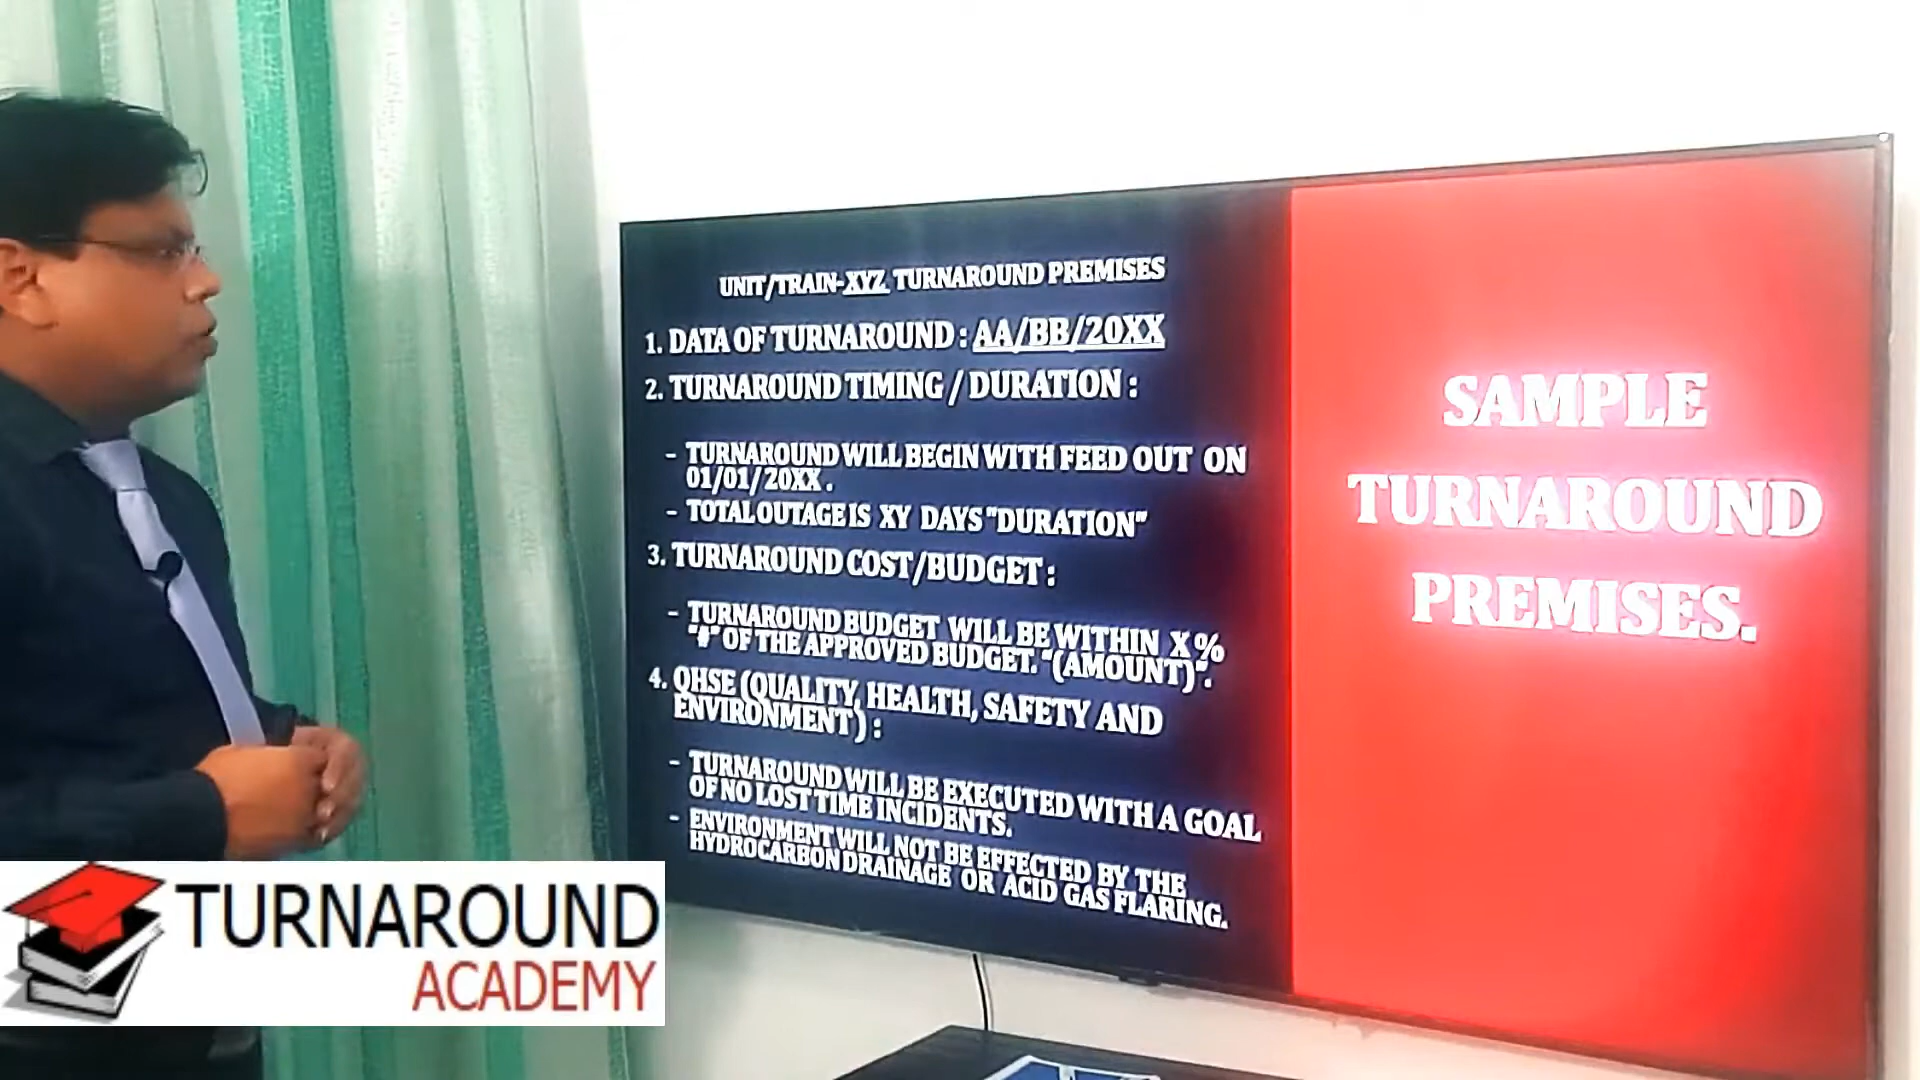 UNIT/TRAIN-XYZ TURNAROUND PREMISES
1. DATA OF TURNAROUND : AA/BB/20XX
2. TURNAROUND TIMING / DURATION :
- TURNAROUND WILL BEGIN WITH FEED OUT ON
01/01/20XX.
- TOTAL OUTAGE IS XY DAYS "DURATION"
3. TURNAROUND COST/BUDGET :
- TURNAROUND BUDGET WILL BE WITHIN X %
"#" OF THE APPROVED BUDGET. "(AMOUNT)".
4. QHSE (QUALITY, HEALTH, SAFETY AND
ENVIRONMENT) :
- TURNAROUND WILL BE EXECUTED WITH A GOAL
OF NO LOST TIME INCIDENTS.
- ENVIRONMENT WILL NOT BE EFFECTED BY THE
HYDROCARBON DRAINAGE OR ACID GAS FLARING.
SAMPLE
TURNAROUND
PREMISES.
TURNAROUND
ACADEMY